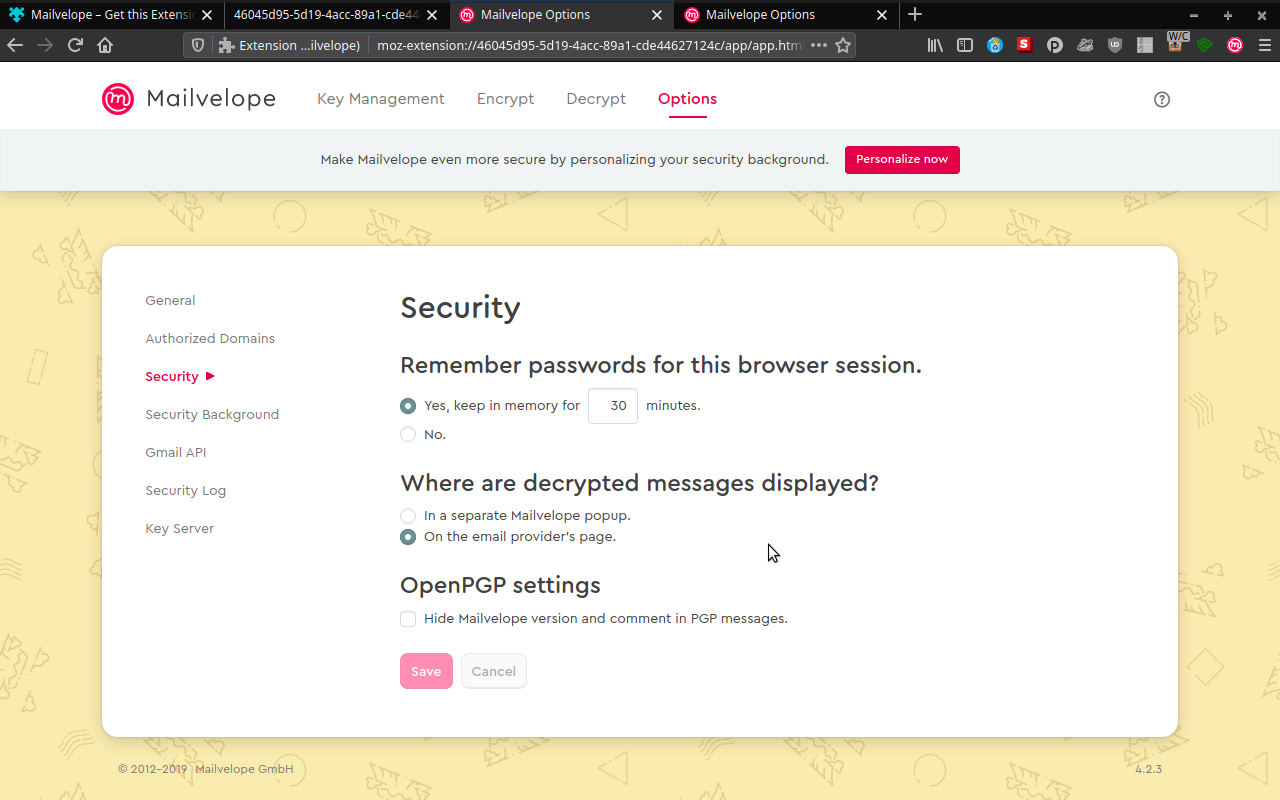 Mailvelope – Get this Extensi
46045d95-5d19-4acc-89a1-cde44
Mailvelope Options
Mailvelope Options
Extension ...ilvelope)
moz-extension://46045d95-5d19-4acc-89a1-cde44627124c/app/app.htm
W/C
Mailvelope
Key Management
Encrypt
Decrypt
Options
Make Mailvelope even more secure by personalizing your security background.
Personalize now
General
Authorized Domains
Security
Security Background
Gmail API
Security Log
Key Server
Security
Remember passwords for this browser session.
Yes, keep in memory for 30 minutes.
No.
Where are decrypted messages displayed?
In a separate Mailvelope popup.
On the email provider's page.
OpenPGP settings
Hide Mailvelope version and comment in PGP messages.
Save
Cancel
© 2012-2019 Mailvelope GmbH
4.2.3